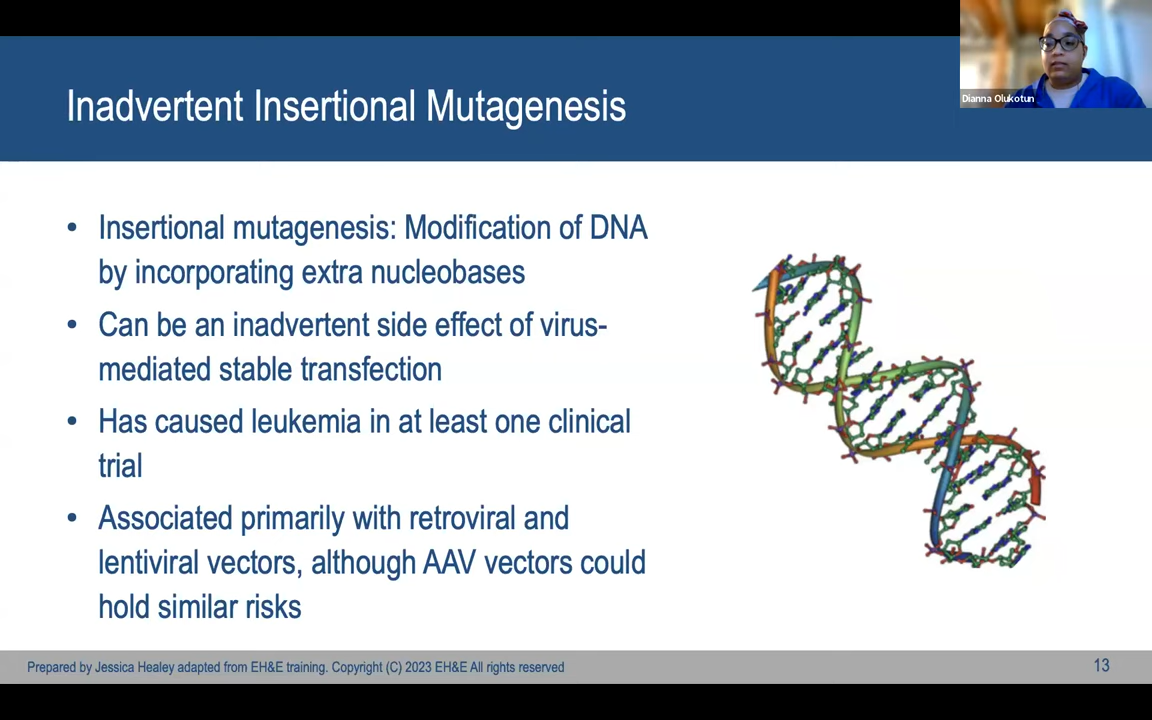 Dianna Olukotun
Inadvertent Insertional Mutagenesis
• Insertional mutagenesis: Modification of DNA
by incorporating extra nucleobases
• Can be an inadvertent side effect of virus-
mediated stable transfection
• Has caused leukemia in at least one clinical
trial
• Associated primarily with retroviral and
lentiviral vectors, although AAV vectors could
hold similar risks
Prepared by Jessica Healey adapted from EH&E training. Copyright (C) 2023 EH&E All rights reserved
13